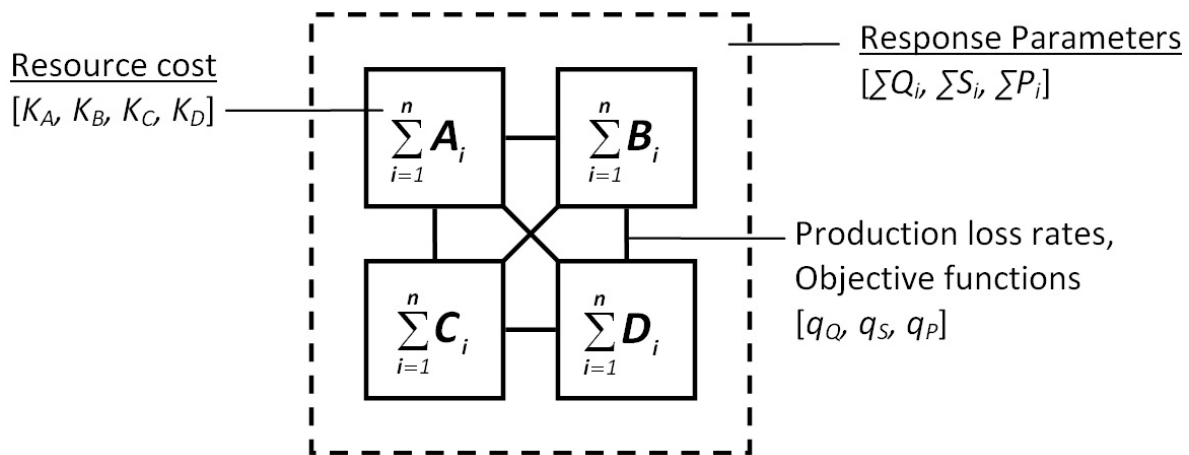 Resource cost
[K_A, K_B, K_C, K_D]
Response Parameters
[∑Q_i, ∑S_i, ∑P_i]
n
∑ A_i
i=1
n
∑ B_i
i=1
Production loss rates,
Objective functions
[q_Q, q_S, q_P]
n
∑ C_i
i=1
n
∑ D_i
i=1